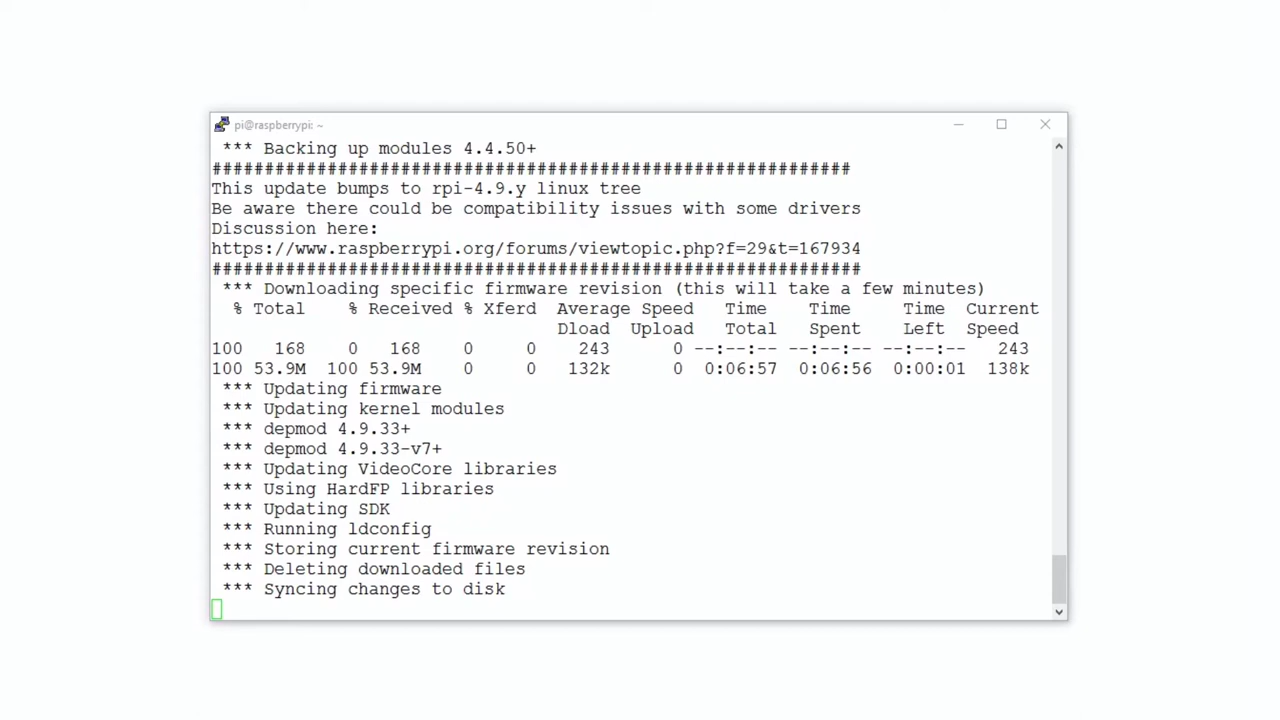 pi@raspberrypi: ~
*** Backing up modules 4.4.50+
#############################################################
This update bumps to rpi-4.9.y linux tree
Be aware there could be compatibility issues with some drivers
Discussion here:
https://www.raspberrypi.org/forums/viewtopic.php?f=29&t=167934
##############################################################
*** Downloading specific firmware revision (this will take a few minutes)
% Total % Received % Xferd Average Speed Time Time Time Current
Dload Upload Total Spent Left Speed
100 168 0 168 0 0 243 0 --:--:-- --:--:-- --:--:-- 243
100 53.9M 100 53.9M 0 0 132k 0 0:06:57 0:06:56 0:00:01 138k
*** Updating firmware
*** Updating kernel modules
*** depmod 4.9.33+
*** depmod 4.9.33-v7+
*** Updating VideoCore libraries
*** Using HardFP libraries
*** Updating SDK
*** Running ldconfig
*** Storing current firmware revision
*** Deleting downloaded files
*** Syncing changes to disk